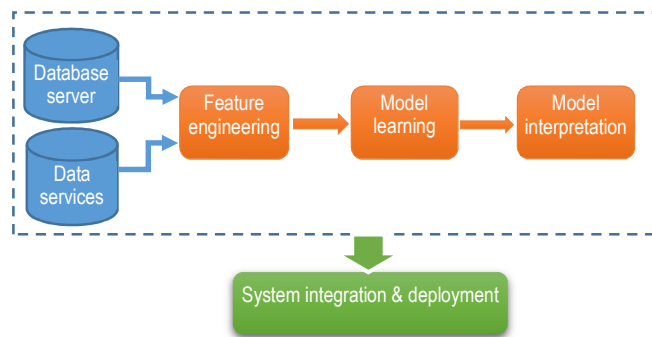 Database
server
Data
services
Feature
engineering
Model
learning
Model
interpretation
System integration & deployment